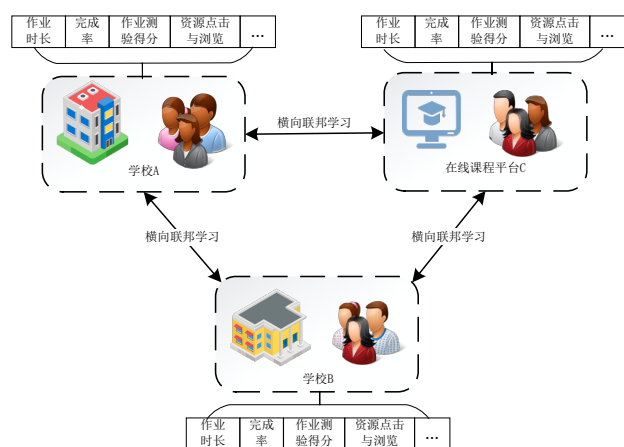 作业 完成 作业测 资源点击 ...
时长 率 验得分 与浏览
作业 完成 作业测 资源点击 ...
时长 率 验得分 与浏览
横向联邦学习
学校A
在线课程平台C
横向联邦学习
横向联邦学习
学校B
作业 完成 作业测 资源点击 ...
时长 率 验得分 与浏览